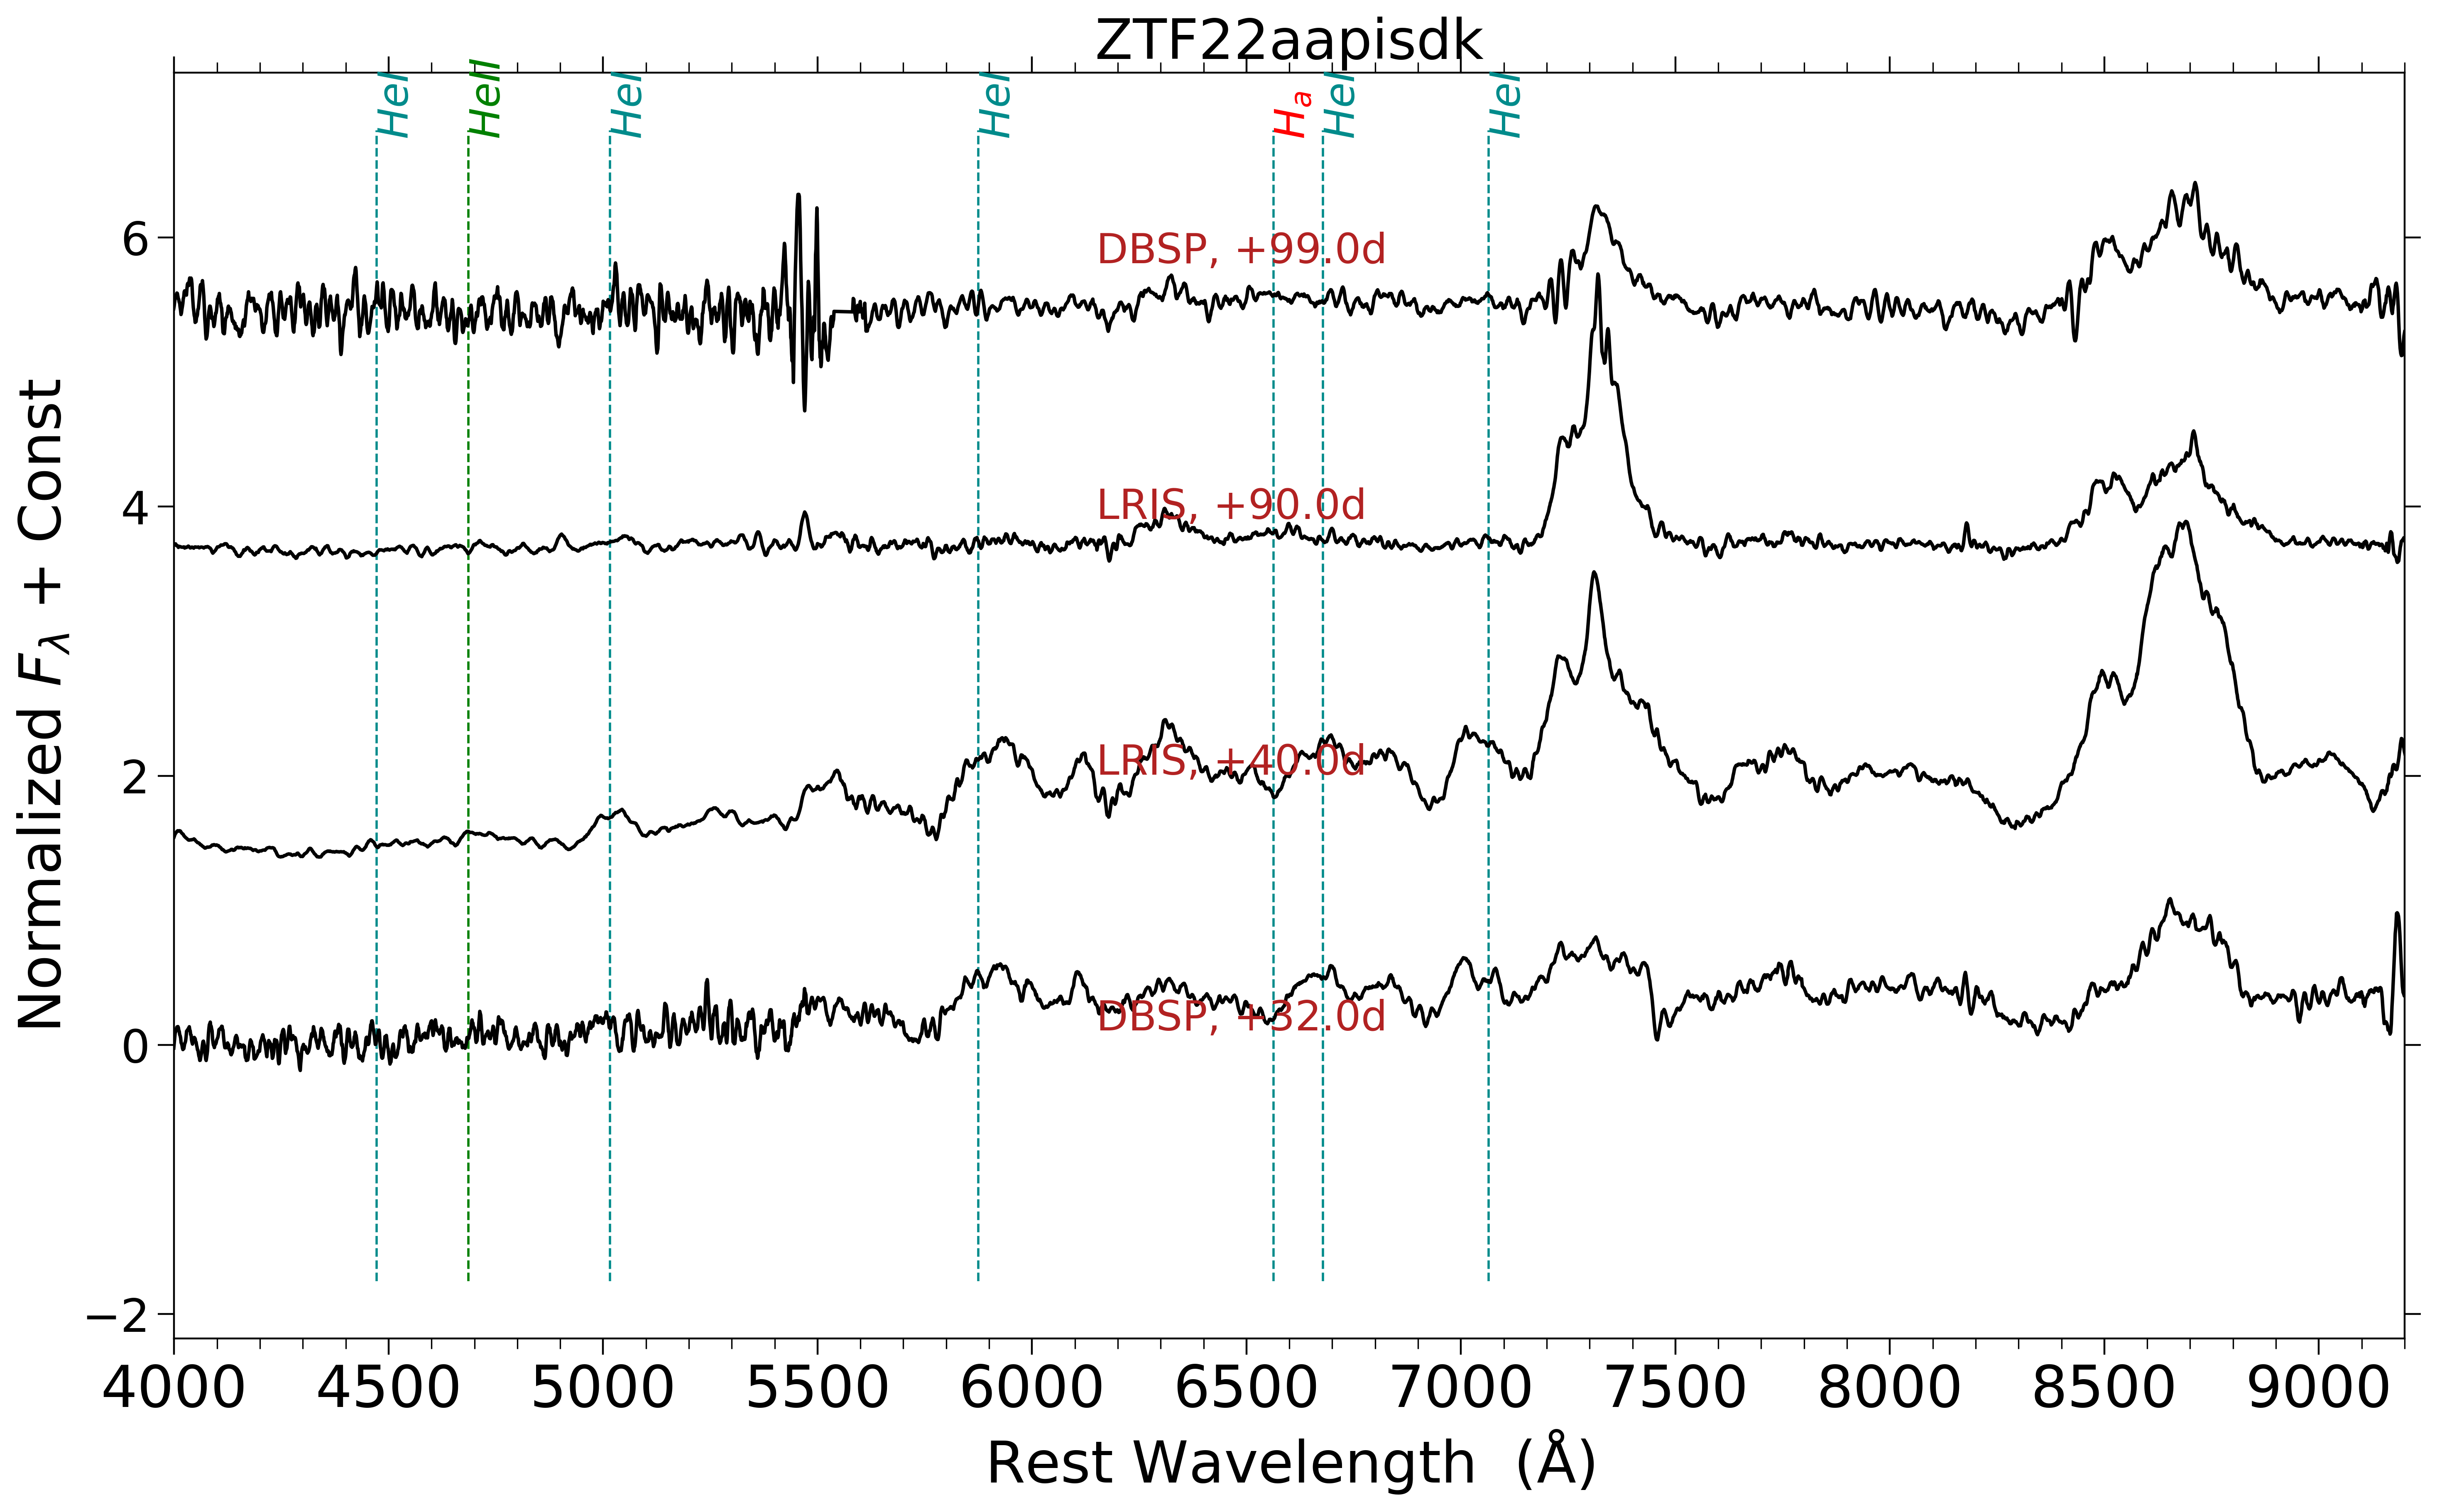 ZTF22aapisdk
HeI
HeII
HeI
HeI
Ha
HeI
HeI
DBSP, +99.0d
LRIS, +90.0d
LRIS, +40.0d
DBSP, +32.0d
6
4
2
0
−2
Normalized Fλ + Const
4000 4500 5000 5500 6000 6500 7000 7500 8000 8500 9000
Rest Wavelength (Å)